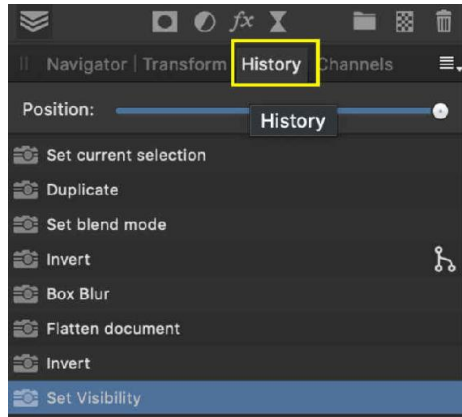 fx
Navigator | Transform History Channels
Position:
History
Set current selection
Duplicate
Set blend mode
Invert
Box Blur
Flatten document
Invert
Set Visibility